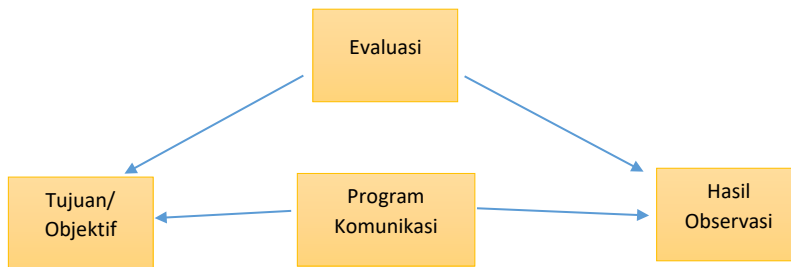 Evaluasi
Tujuan/
Objektif
Program
Komunikasi
Hasil
Observasi